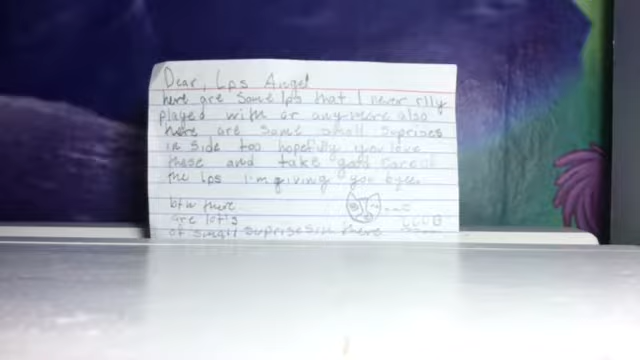 Dear, Lps Angel
here are some lps that I never rlly
played with or any more also
here are some small suprises
in side too hopefully you love
these and take good care of
the lps I'm giving you bye
btw there
are lots
of small suprises in there